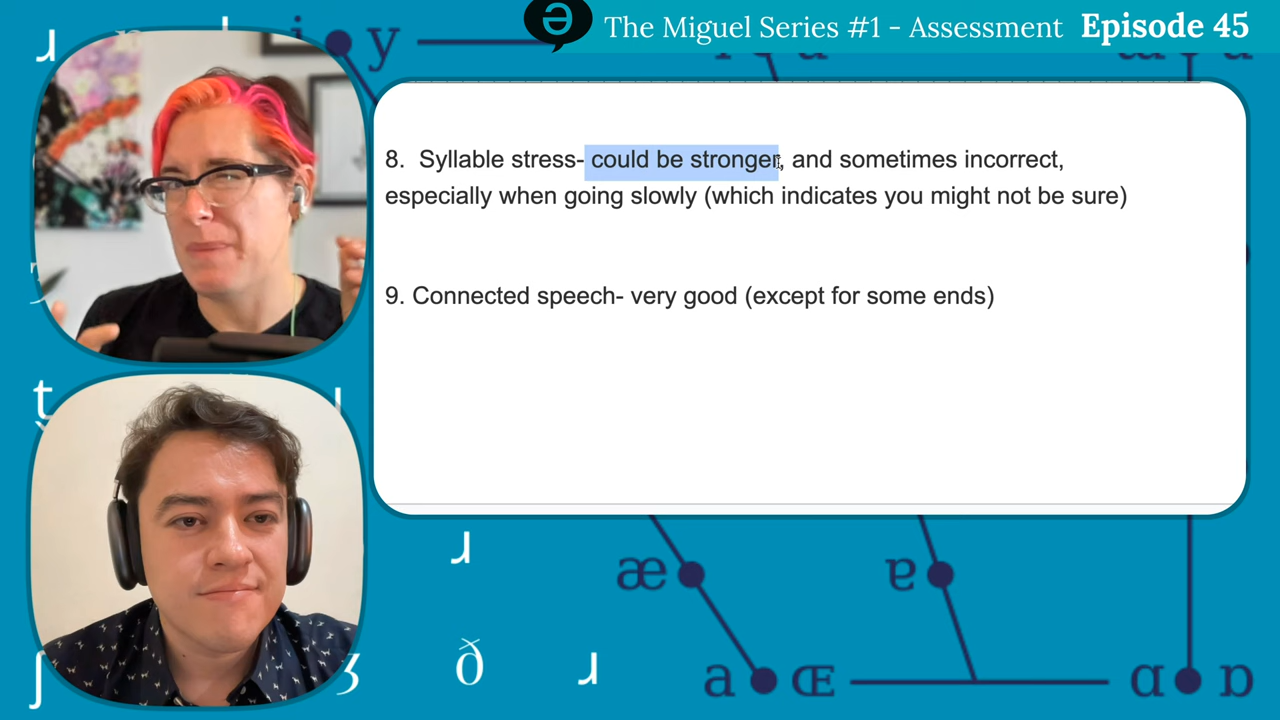 ə The Miguel Series #1 - Assessment Episode 45
ɹ
i y
8. Syllable stress- could be stronger, and sometimes incorrect,
especially when going slowly (which indicates you might not be sure)
9. Connected speech- very good (except for some ends)
t
ɹ
æ ɐ
ʃ ʒ ð ɹ
a Œ ɑ ɒ